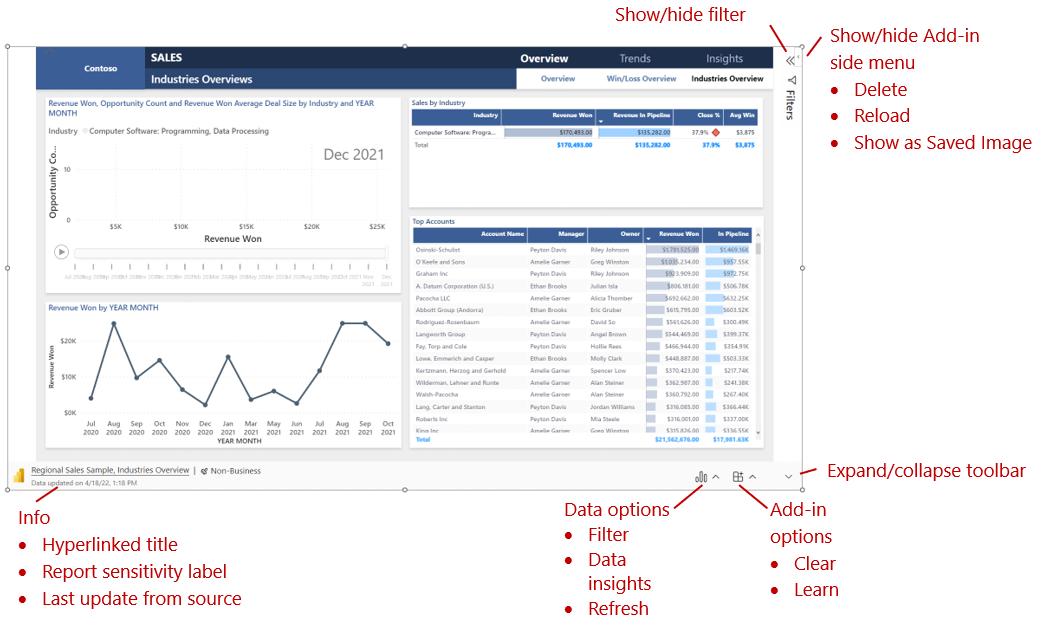 Show/hide filter
Show/hide Add-in
side menu
• Delete
• Reload
• Show as Saved Image
Contoso
SALES
Industries Overviews
Overview Trends Insights
Overview Win/Loss Overview Industries Overview
Filters
Revenue Won, Opportunity Count and Revenue Won Average Deal Size by Industry and YEAR
MONTH
Industry Computer Software: Programming, Data Processing
Dec 2021
Opportunity Co...
10
0
$5K $10K $15K $20K $25K
Revenue Won
Revenue Won by YEAR MONTH
Revenue Won
$20K
$10K
$0K
Jul Aug Sep Oct Nov Dec Jan Mar May Jun Jul Aug Sep Oct
2020 2020 2020 2020 2020 2020 2021 2021 2021 2021 2021 2021 2021 2021
YEAR MONTH
Sales by Industry
Industry Revenue Won Revenue In Pipeline Close % Avg Win
Computer Software: Progra... $170,493.00 $135,282.00 37.9% $3,875
Total $170,493.00 $135,282.00 37.9% $3,875
Top Accounts
Account Name Manager Owner Revenue Won In Pipeline
Osinski-Schulist Peyton Davis Riley Johnson $1,781,525.00 $1,469.16K
O'Keefe and Sons Amelie Garner Greg Winston $1,035,234.00 $957.55K
Graham Inc Peyton Davis Riley Johnson $923,909.00 $972.75K
A. Datum Corporation (U.S.) Ethan Brooks Julian Isla $806,181.00 $506.78K
Pacocha LLC Amelie Garner Alicia Thomber $692,662.00 $632.25K
Abbott Group (Andorra) Ethan Brooks Eric Gruber $615,795.00 $603.52K
Rodriguez-Rosenbaum Amelie Garner David So $561,626.00 $300.49K
Langworth Group Peyton Davis Angel Brown $544,469.00 $399.37K
Fay, Torp and Cole Peyton Davis Hollie Rees $466,944.00 $354.91K
Lowe, Emmerich and Casper Ethan Brooks Molly Clark $448,887.00 $503.33K
Kertzmann, Herzog and Gerhold Amelie Garner Spencer Low $370,423.00 $217.74K
Wilderman, Lehner and Runte Amelie Garner Alan Steiner $362,987.00 $241.38K
Walsh-Pacocha Amelie Garner Alan Steiner $360,792.00 $267.40K
Lang, Carter and Stanton Peyton Davis Jordan Williams $316,085.00 $366.44K
Roberts Inc Peyton Davis Mia Steele $316,001.00 $337.00K
King Inc Amelie Garner Greg Winston $315,826.00 $336.55K
Total $21,562,676.00 $17,981.63K
Regional Sales Sample, Industries Overview | Non-Business
Data updated on 4/18/22, 1:18 PM
Expand/collapse toolbar
Info
• Hyperlinked title
• Report sensitivity label
• Last update from source
Data options
• Filter
• Data
insights
• Refresh
Add-in
options
• Clear
• Learn